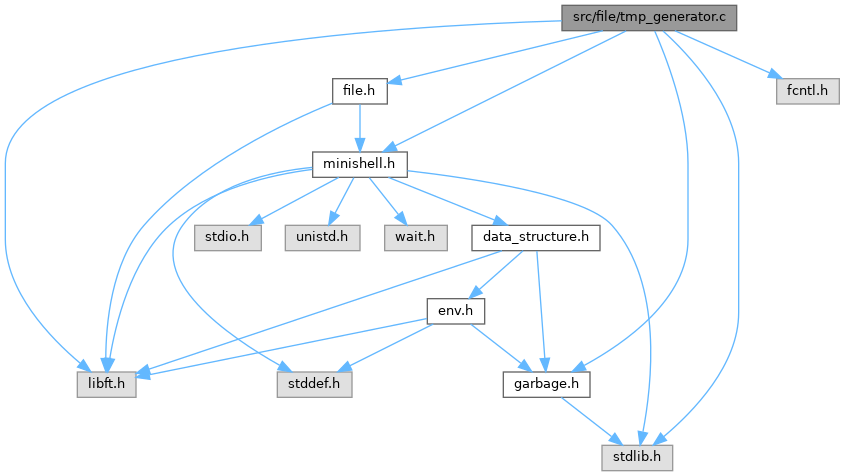 src/file/tmp_generator.c
file.h
fcntl.h
minishell.h
stdio.h
unistd.h
wait.h
data_structure.h
env.h
libft.h
stddef.h
garbage.h
stdlib.h